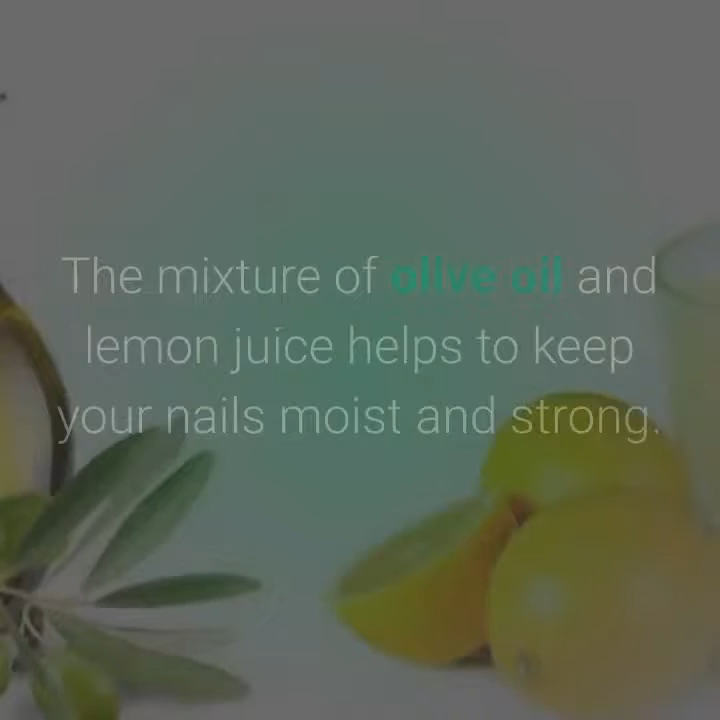 The mixture of olive oil and
lemon juice helps to keep
your nails moist and strong.